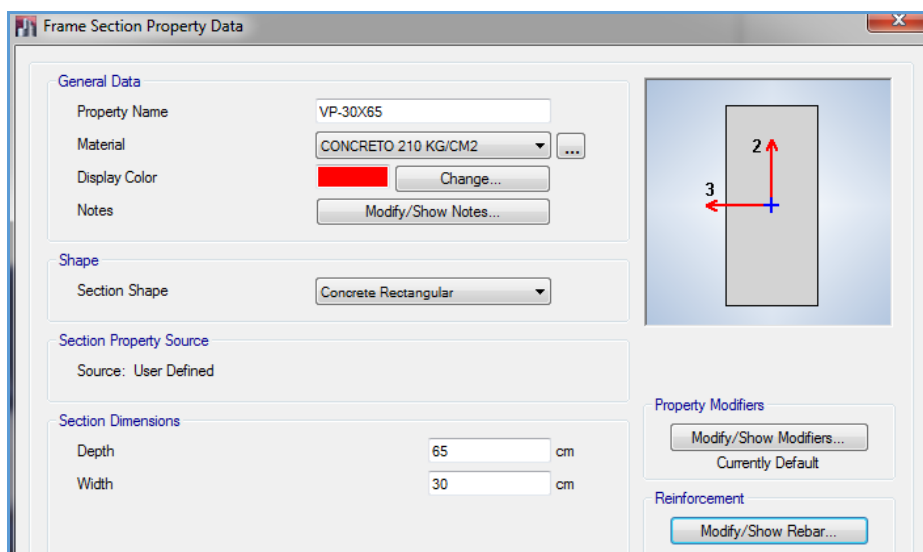 Frame Section Property Data
General Data
Property Name VP-30X65
Material CONCRETO 210 KG/CM2 ...
Display Color Change...
Notes Modify/Show Notes...
Shape
Section Shape Concrete Rectangular
Section Property Source
Source: User Defined
Section Dimensions
Depth 65 cm
Width 30 cm
2
3
Property Modifiers
Modify/Show Modifiers...
Currently Default
Reinforcement
Modify/Show Rebar...